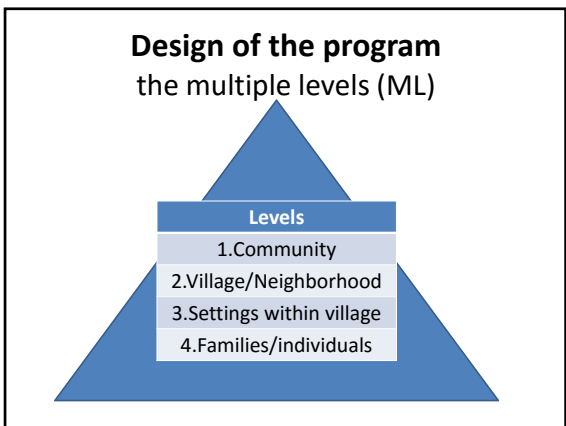 Design of the program
the multiple levels (ML)
Levels
1.Community
2.Village/Neighborhood
3.Settings within village
4.Families/individuals